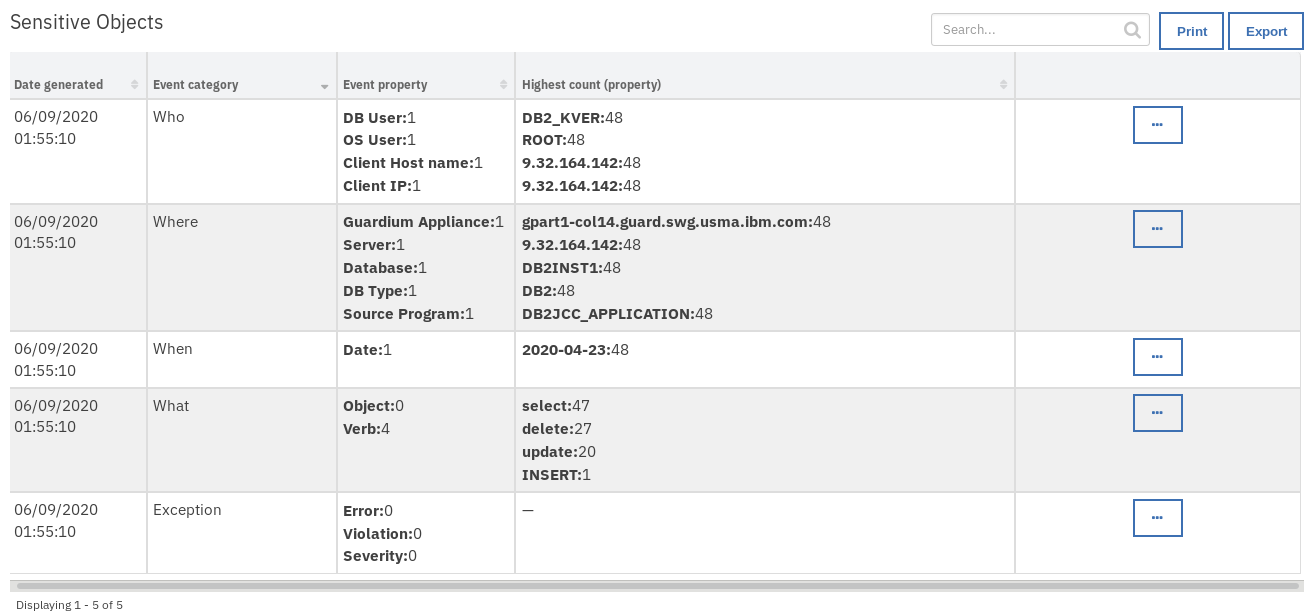 Sensitive Objects
Search...
Print
Export
Date generated
Event category
Event property
Highest count (property)
06/09/2020
01:55:10
Who
DB User:1
OS User:1
Client Host name:1
Client IP:1
DB2_KVER:48
ROOT:48
9.32.164.142:48
9.32.164.142:48
...
06/09/2020
01:55:10
Where
Guardium Appliance:1
Server:1
Database:1
DB Type:1
Source Program:1
gpart1-col14.guard.swg.usma.ibm.com:48
9.32.164.142:48
DB2INST1:48
DB2:48
DB2JCC_APPLICATION:48
...
06/09/2020
01:55:10
When
Date:1
2020-04-23:48
...
06/09/2020
01:55:10
What
Object:0
Verb:4
select:47
delete:27
update:20
INSERT:1
...
06/09/2020
01:55:10
Exception
Error:0
Violation:0
Severity:0
—
...
Displaying 1 - 5 of 5